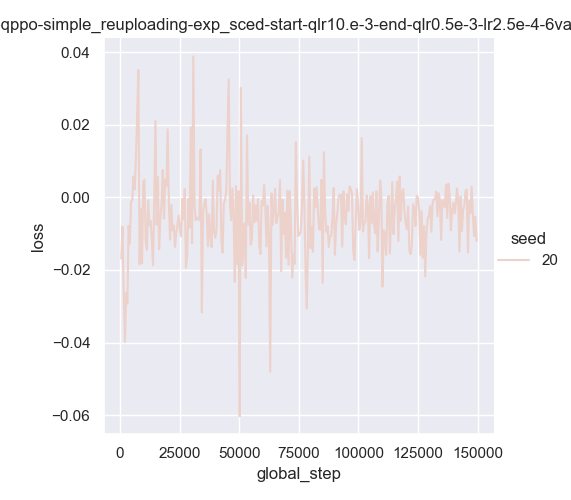 qppo-simple_reuploading-exp_sced-start-qlr10.e-3-end-qlr0.5e-3-lr2.5e-4-6va
0.04
0.02
0.00
−0.02
−0.04
−0.06
loss
0 25000 50000 75000 100000 125000 150000
global_step
seed
20